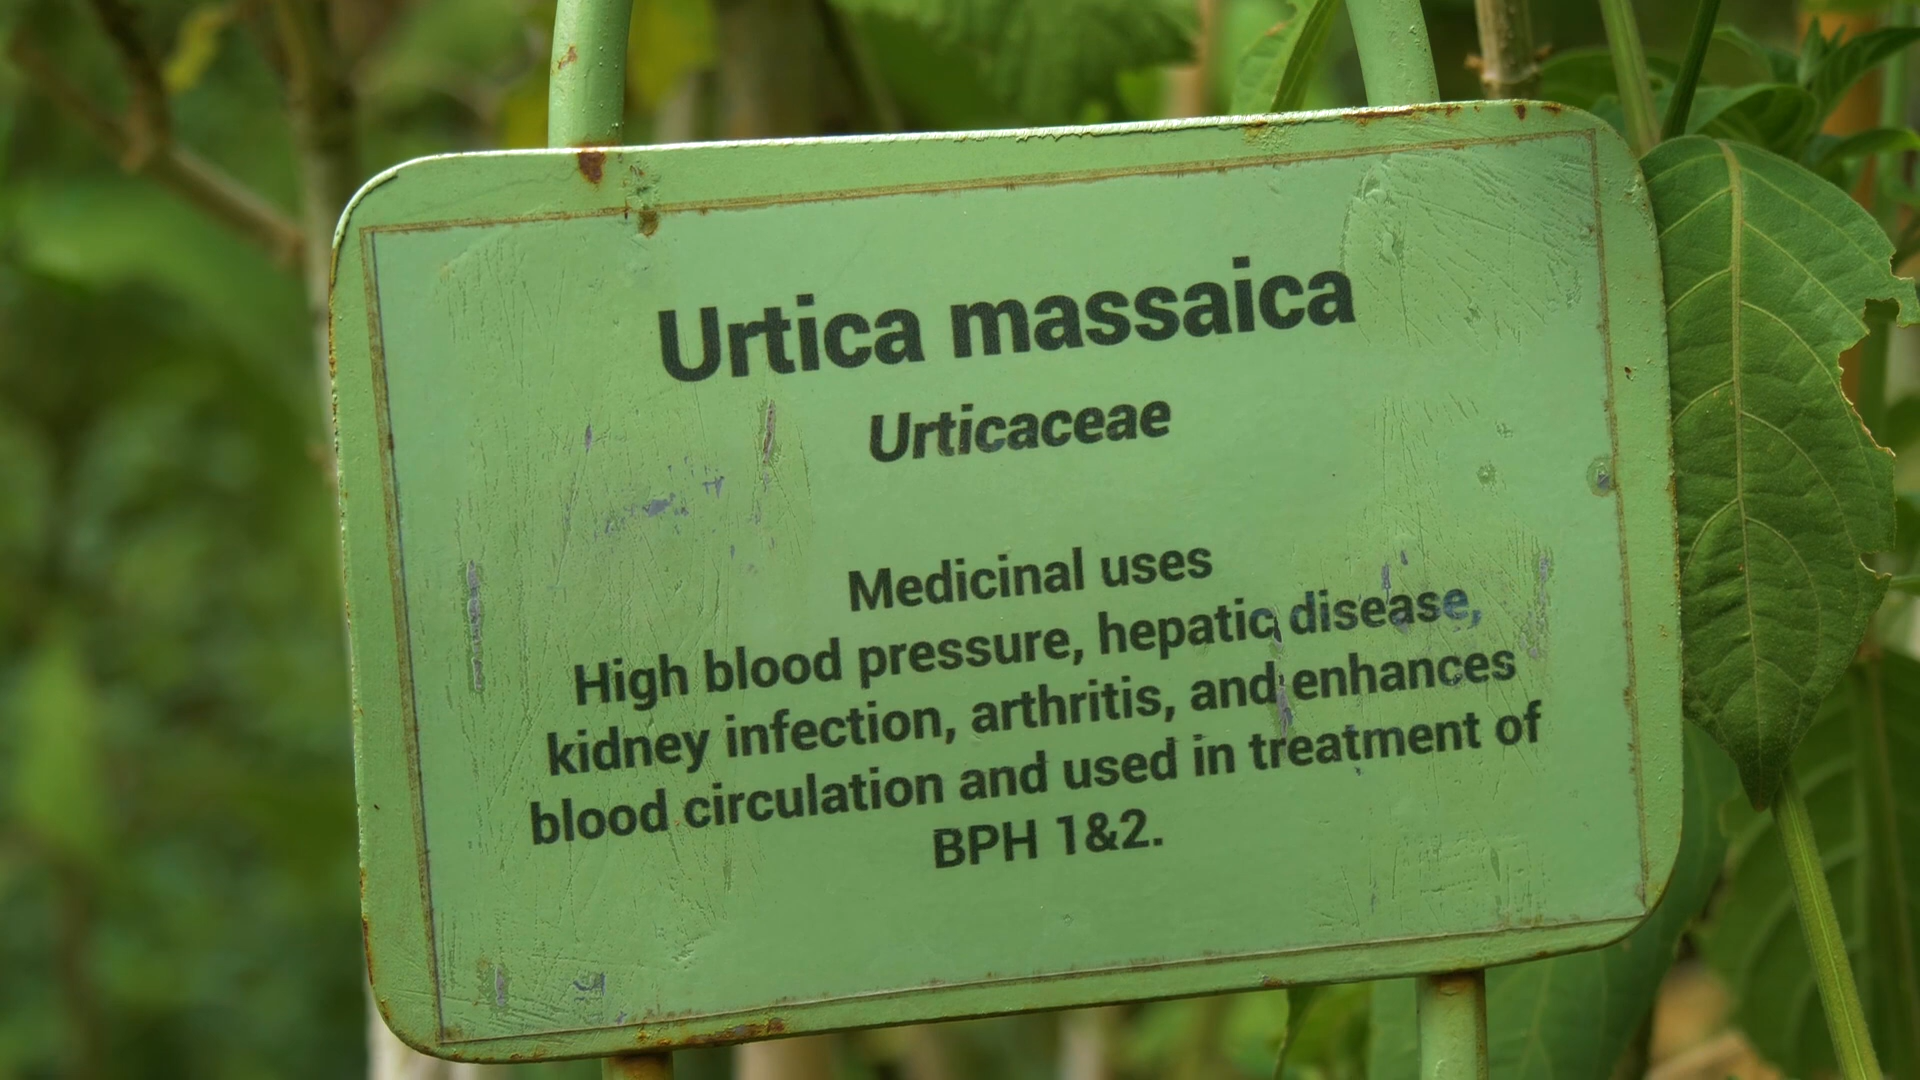 Urtica massaica
Urticaceae
Medicinal uses
High blood pressure, hepatic disease,
kidney infection, arthritis, and enhances
blood circulation and used in treatment of
BPH 1&2.